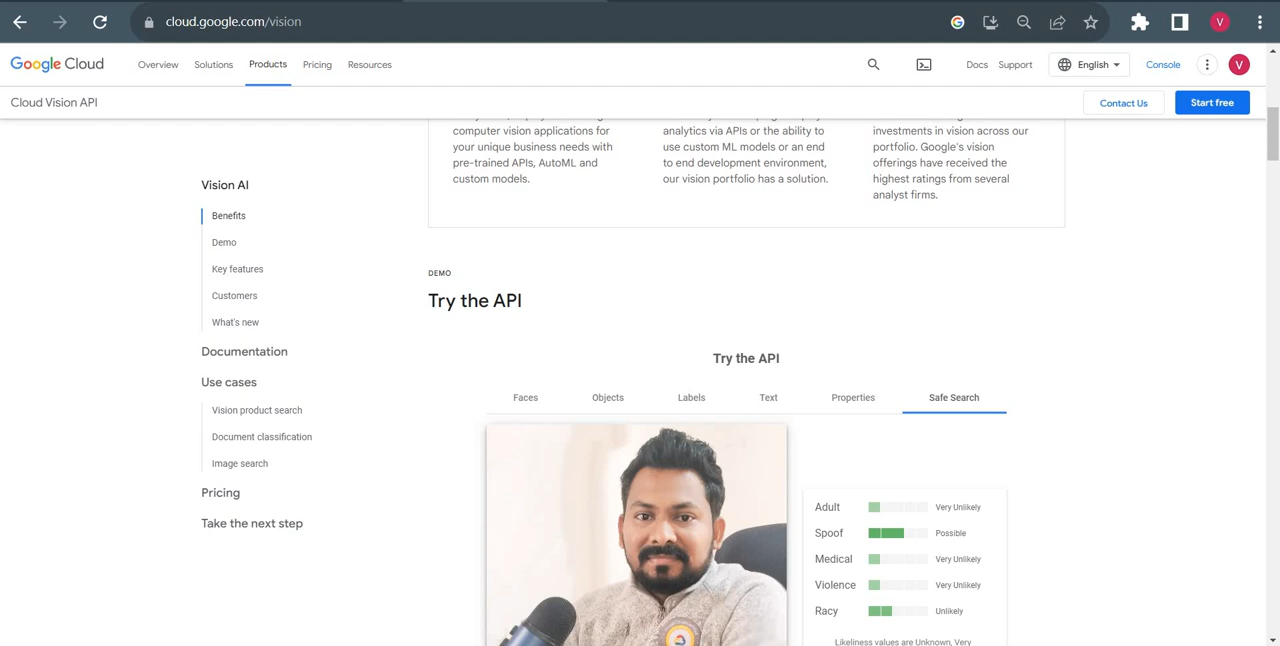 cloud.google.com/vision
V
Google Cloud
Overview
Solutions
Products
Pricing
Resources
Docs
Support
English
Console
V
Cloud Vision API
Contact Us
Start free
computer vision applications for
your unique business needs with
pre-trained APIs, AutoML and
custom models.
analytics via APIs or the ability to
use custom ML models or an end
to end development environment,
our vision portfolio has a solution.
investments in vision across our
portfolio. Google's vision
offerings have received the
highest ratings from several
analyst firms.
Vision AI
Benefits
Demo
Key features
Customers
What's new
Documentation
Use cases
Vision product search
Document classification
Image search
Pricing
Take the next step
DEMO
Try the API
Try the API
Faces
Objects
Labels
Text
Properties
Safe Search
Adult Very Unlikely
Spoof Possible
Medical Very Unlikely
Violence Very Unlikely
Racy Unlikely
Likeliness values are Unknown, Very